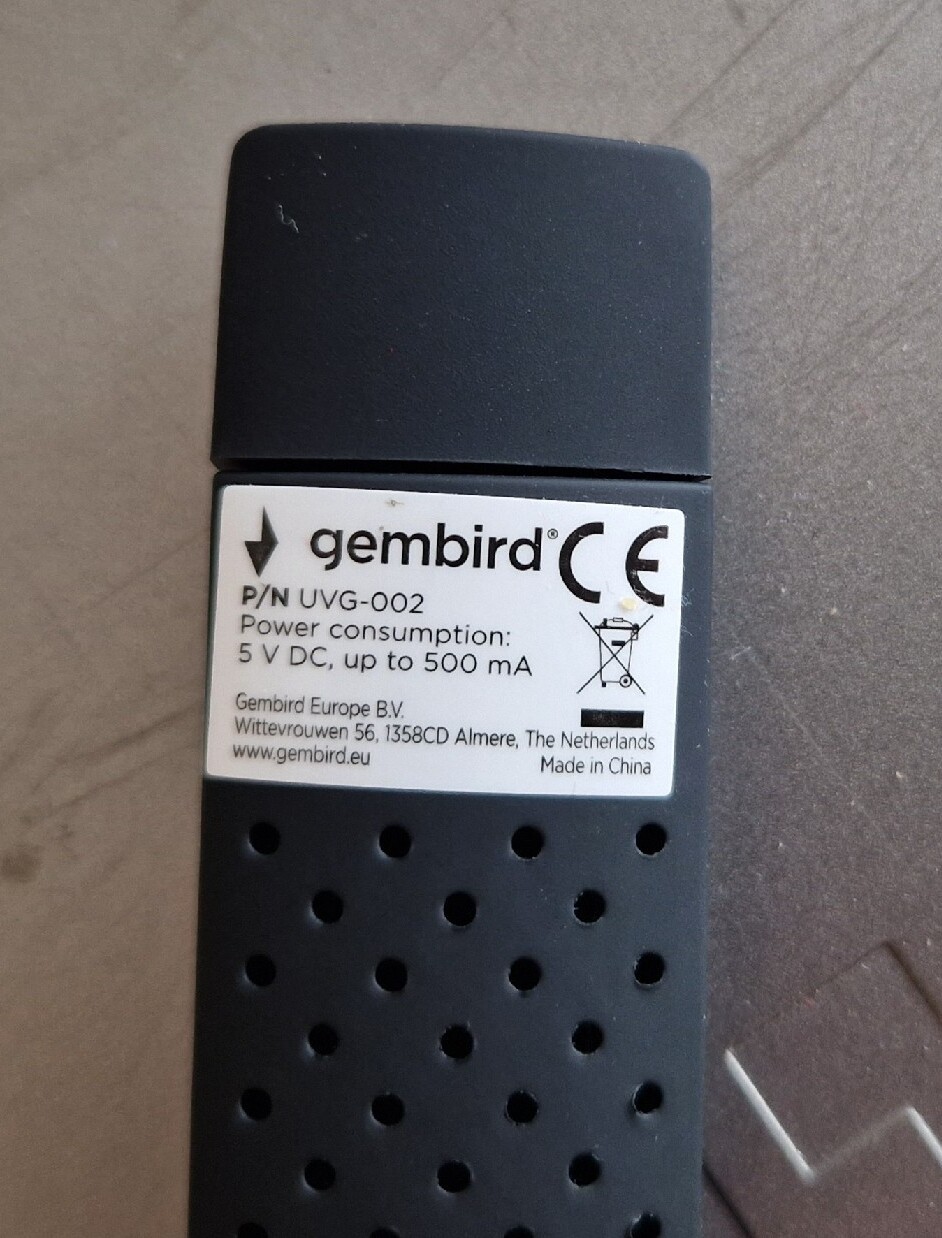 gembird® CE
P/N UVG-002
Power consumption:
5 V DC, up to 500 mA
Gembird Europe B.V.
Wittevrouwen 56, 1358CD Almere, The Netherlands
www.gembird.eu
Made in China